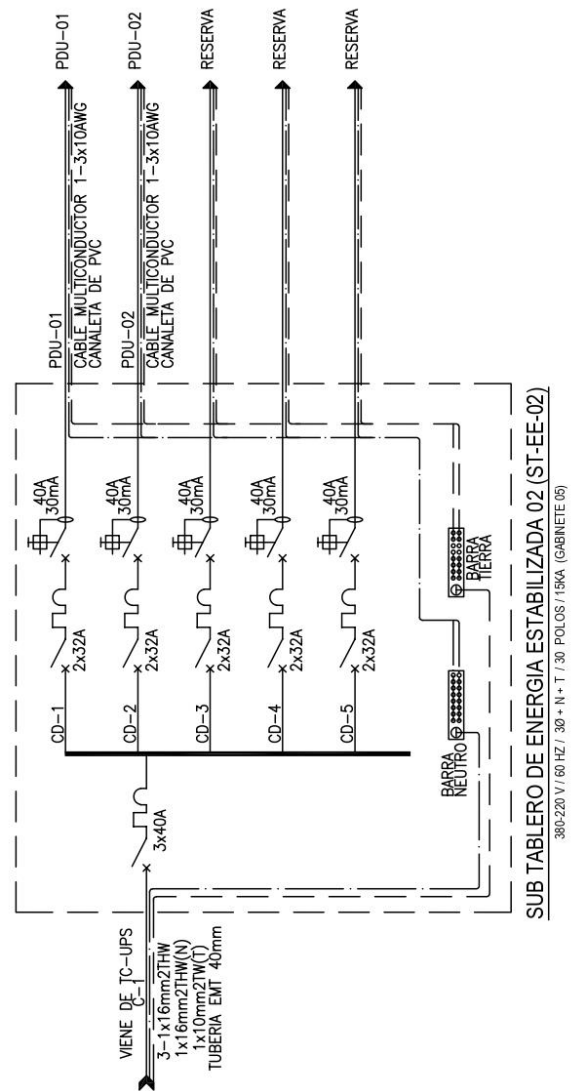 VIENE DE TC-UPS
C-1
3-1x16mm2THW
1x16mm2THW(N)
1x10mm2TW(T)
TUBERIA EMT 40mm
3x40A
CD-1
2x32A
40A
30mA
PDU-01
CABLE MULTICONDUCTOR 1-3x10AWG
CANALETA DE PVC
PDU-01
CD-2
2x32A
40A
30mA
PDU-02
CABLE MULTICONDUCTOR 1-3x10AWG
CANALETA DE PVC
PDU-02
CD-3
2x32A
40A
30mA
RESERVA
CD-4
2x32A
40A
30mA
RESERVA
CD-5
2x32A
40A
30mA
RESERVA
BARRA
NEUTRO
BARRA
TIERRA
SUB TABLERO DE ENERGIA ESTABILIZADA 02 (ST-EE-02)
380-220 V / 60 HZ / 3Ø + N + T / 30 POLOS / 15KA (GABINETE 05)